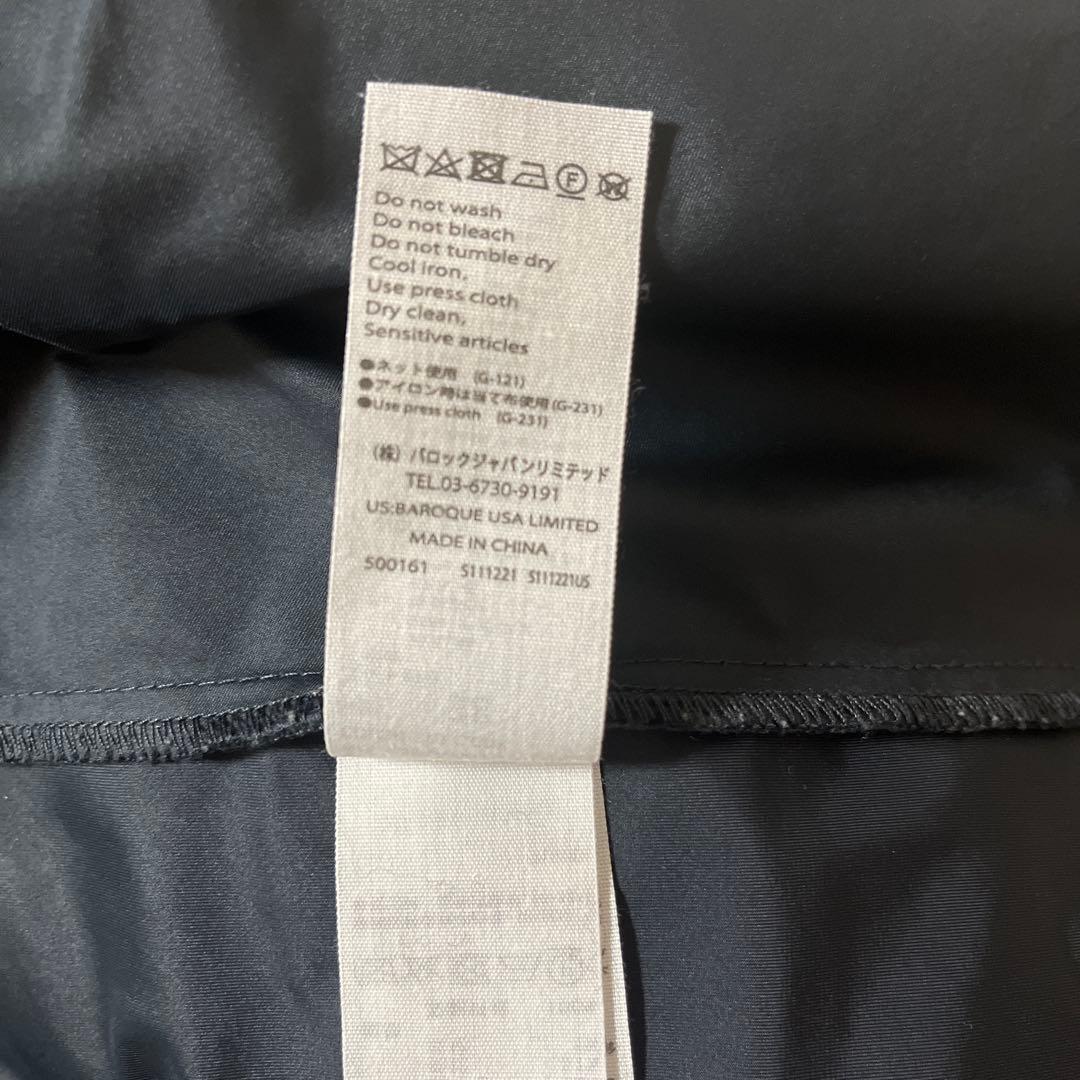 F W
Do not wash
Do not bleach
Do not tumble dry
Cool iron,
Use press cloth
Dry clean,
Sensitive articles
●ネット使用 (G-121)
●アイロン時は当て布使用(G-231)
●Use press cloth (G-231)
(株) バロックジャパンリミテッド
TEL.03-6730-9191
US:BAROQUE USA LIMITED
MADE IN CHINA
500161 S111221 S111221US